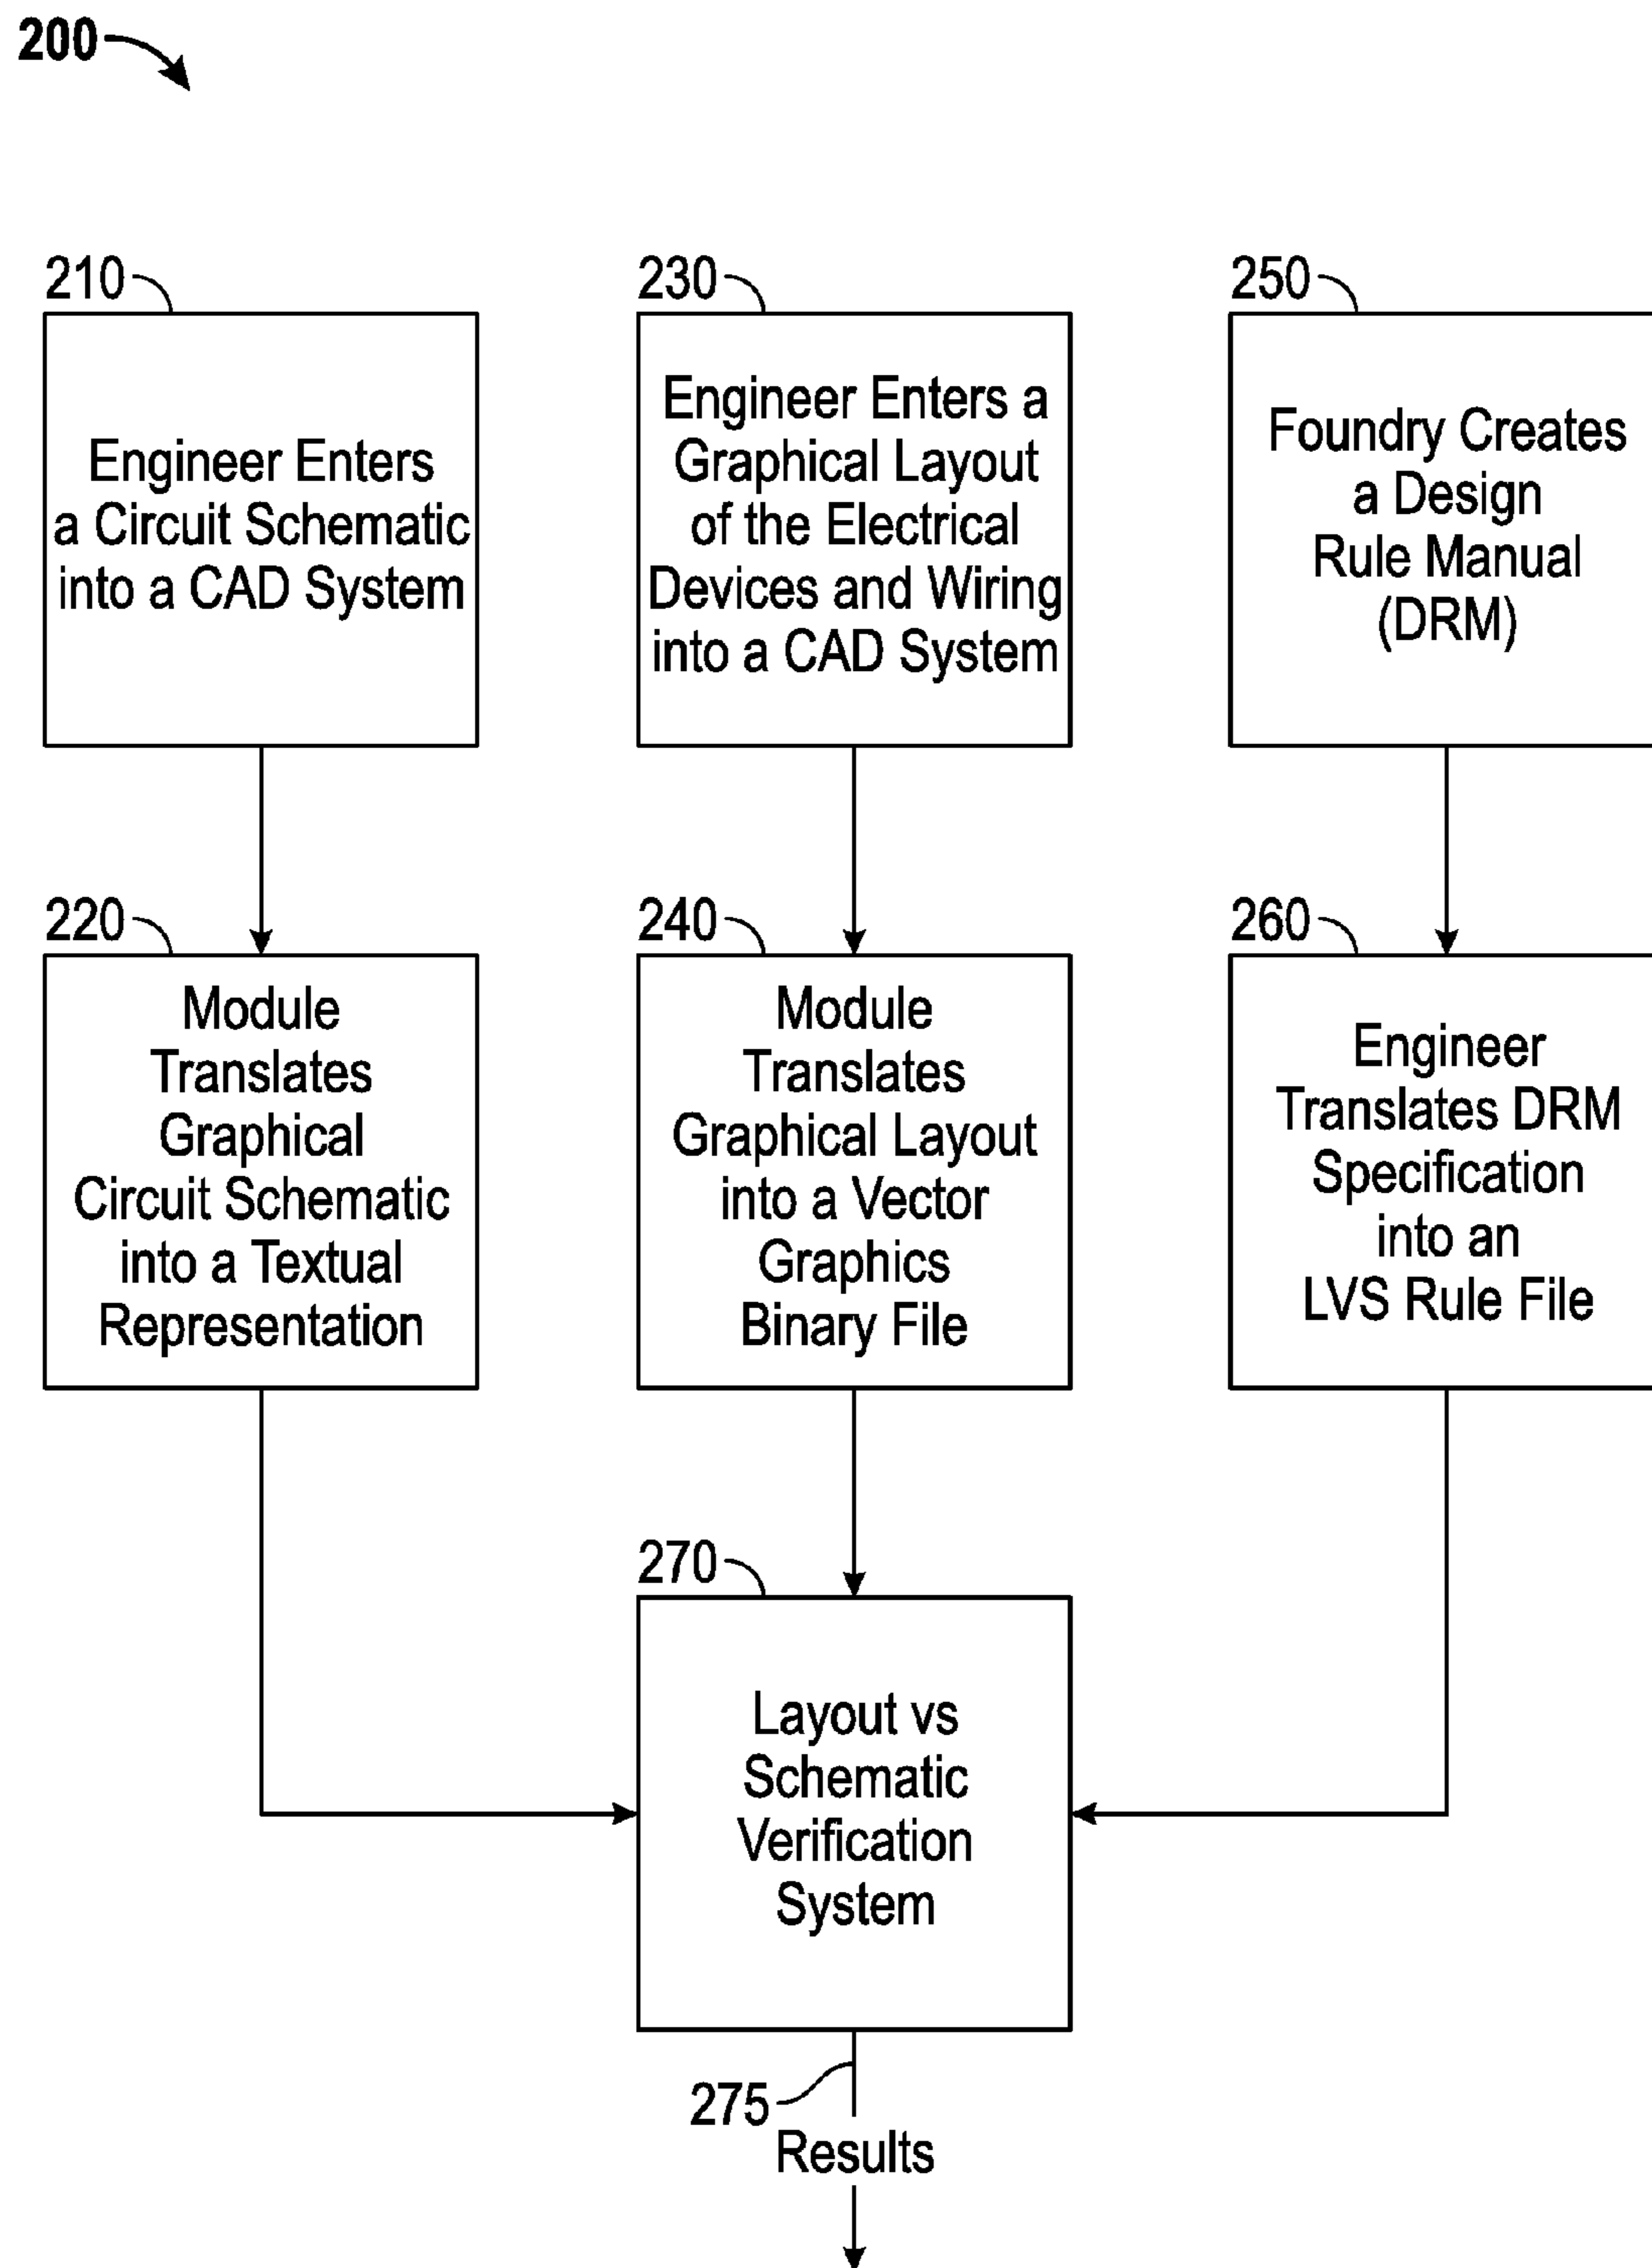 200
210
Engineer Enters
a Circuit Schematic
into a CAD System
230
Engineer Enters a
Graphical Layout
of the Electrical
Devices and Wiring
into a CAD System
250
Foundry Creates
a Design
Rule Manual
(DRM)
220
Module
Translates
Graphical
Circuit Schematic
into a Textual
Representation
240
Module
Translates
Graphical Layout
into a Vector
Graphics
Binary File
260
Engineer
Translates DRM
Specification
into an
LVS Rule File
270
Layout vs
Schematic
Verification
System
275
Results